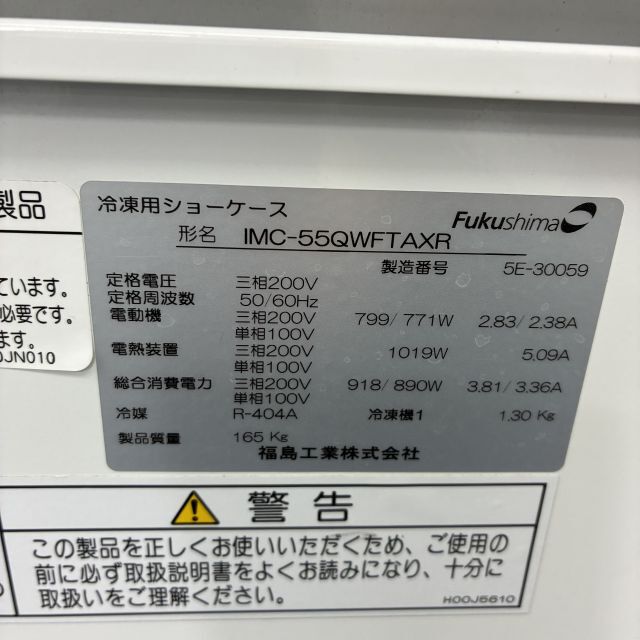 製品
ています。
必要です。
ます。
0JN010
冷凍用ショーケース
Fukushima
形名 IMC-55QWFTAXR
製造番号 5E-30059
定格電圧 三相200V
定格周波数 50/60Hz
電動機 三相200V 799/771W 2.83/2.38A
単相100V
電熱装置 三相200V 1019W 5.09A
単相100V
総合消費電力 三相200V 918/890W 3.81/3.36A
単相100V
冷媒 R-404A 冷凍機1 1.30 Kg
製品質量 165 Kg
福島工業株式会社
警告
この製品を正しくお使いいただくため、ご使用の
前に必ず取扱説明書をよくお読みになり、十分に
取扱いをご理解ください。
H00J5610